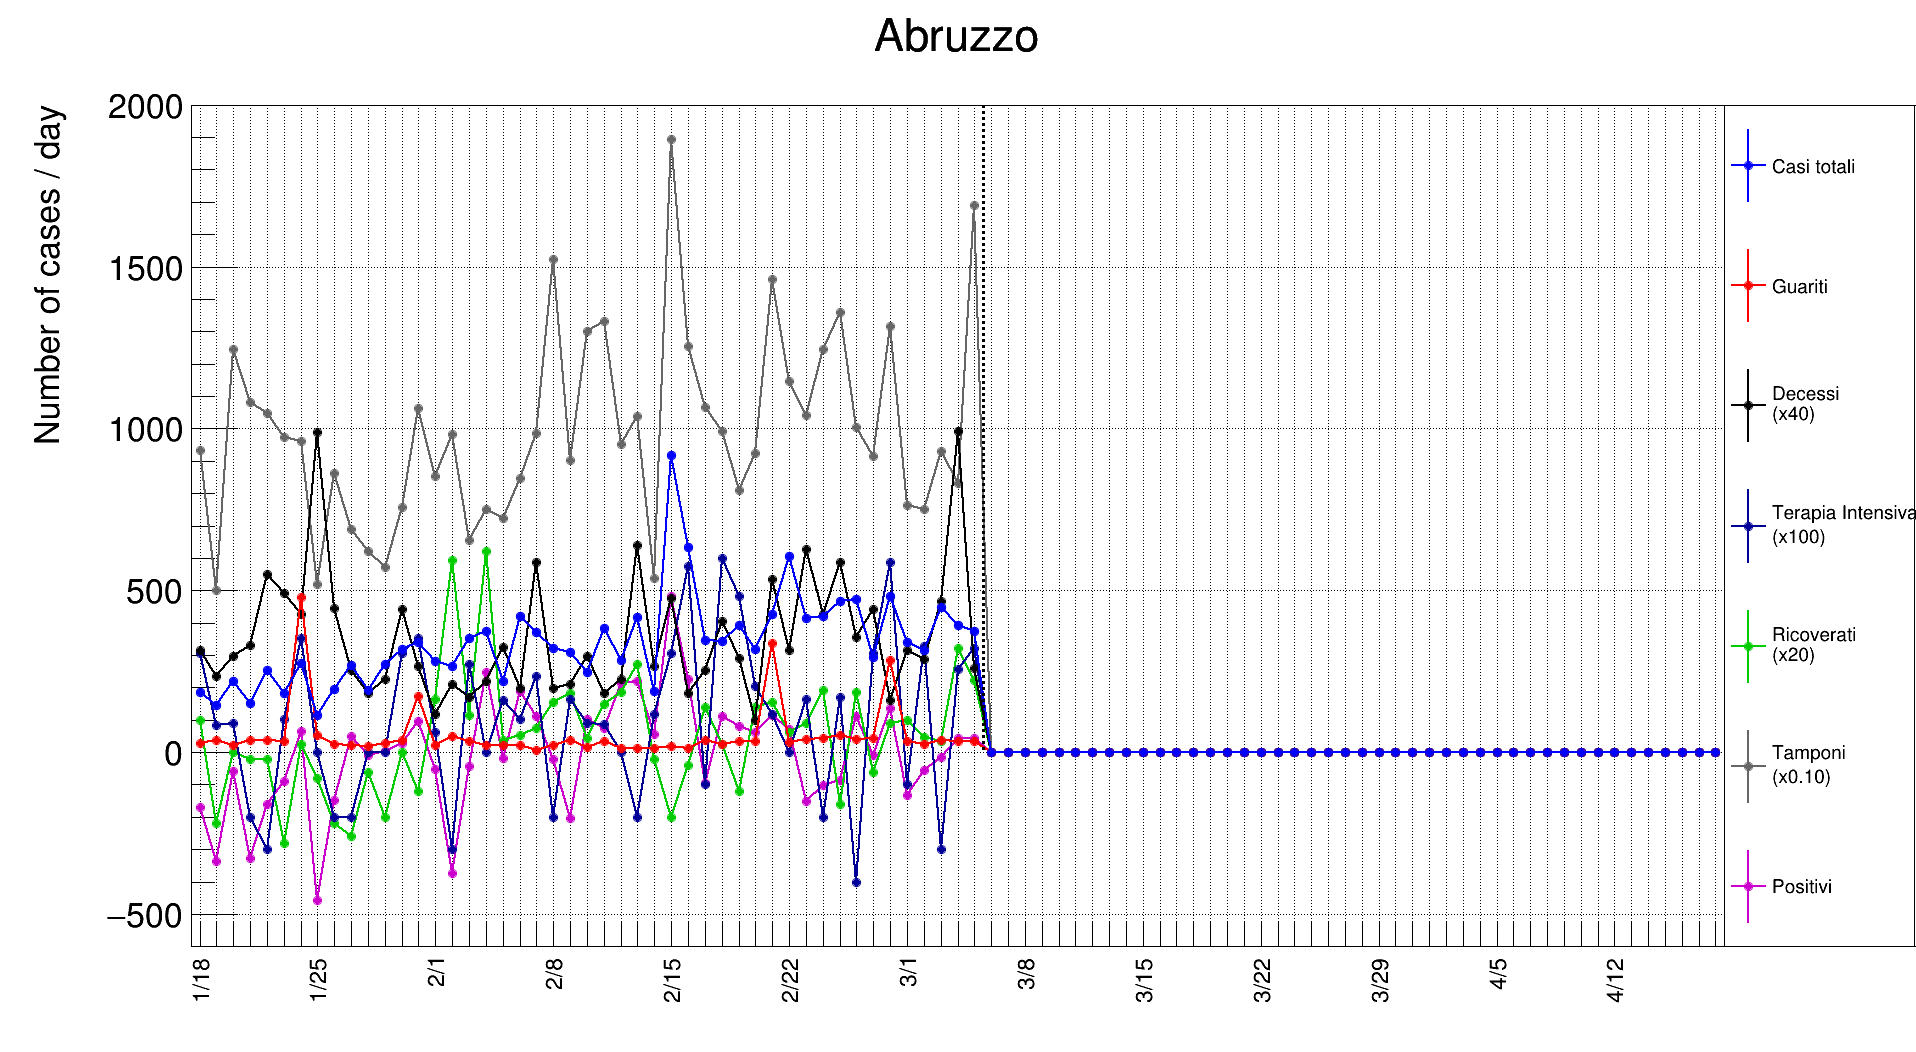 Abruzzo
Number of cases / day
2000
1500
1000
500
0
−500
1/18
1/25
2/1
2/8
2/15
2/22
3/1
3/8
3/15
3/22
3/29
4/5
4/12
Casi totali
Guariti
Decessi
(x40)
Terapia Intensiva
(x100)
Ricoverati
(x20)
Tamponi
(x0.10)
Positivi